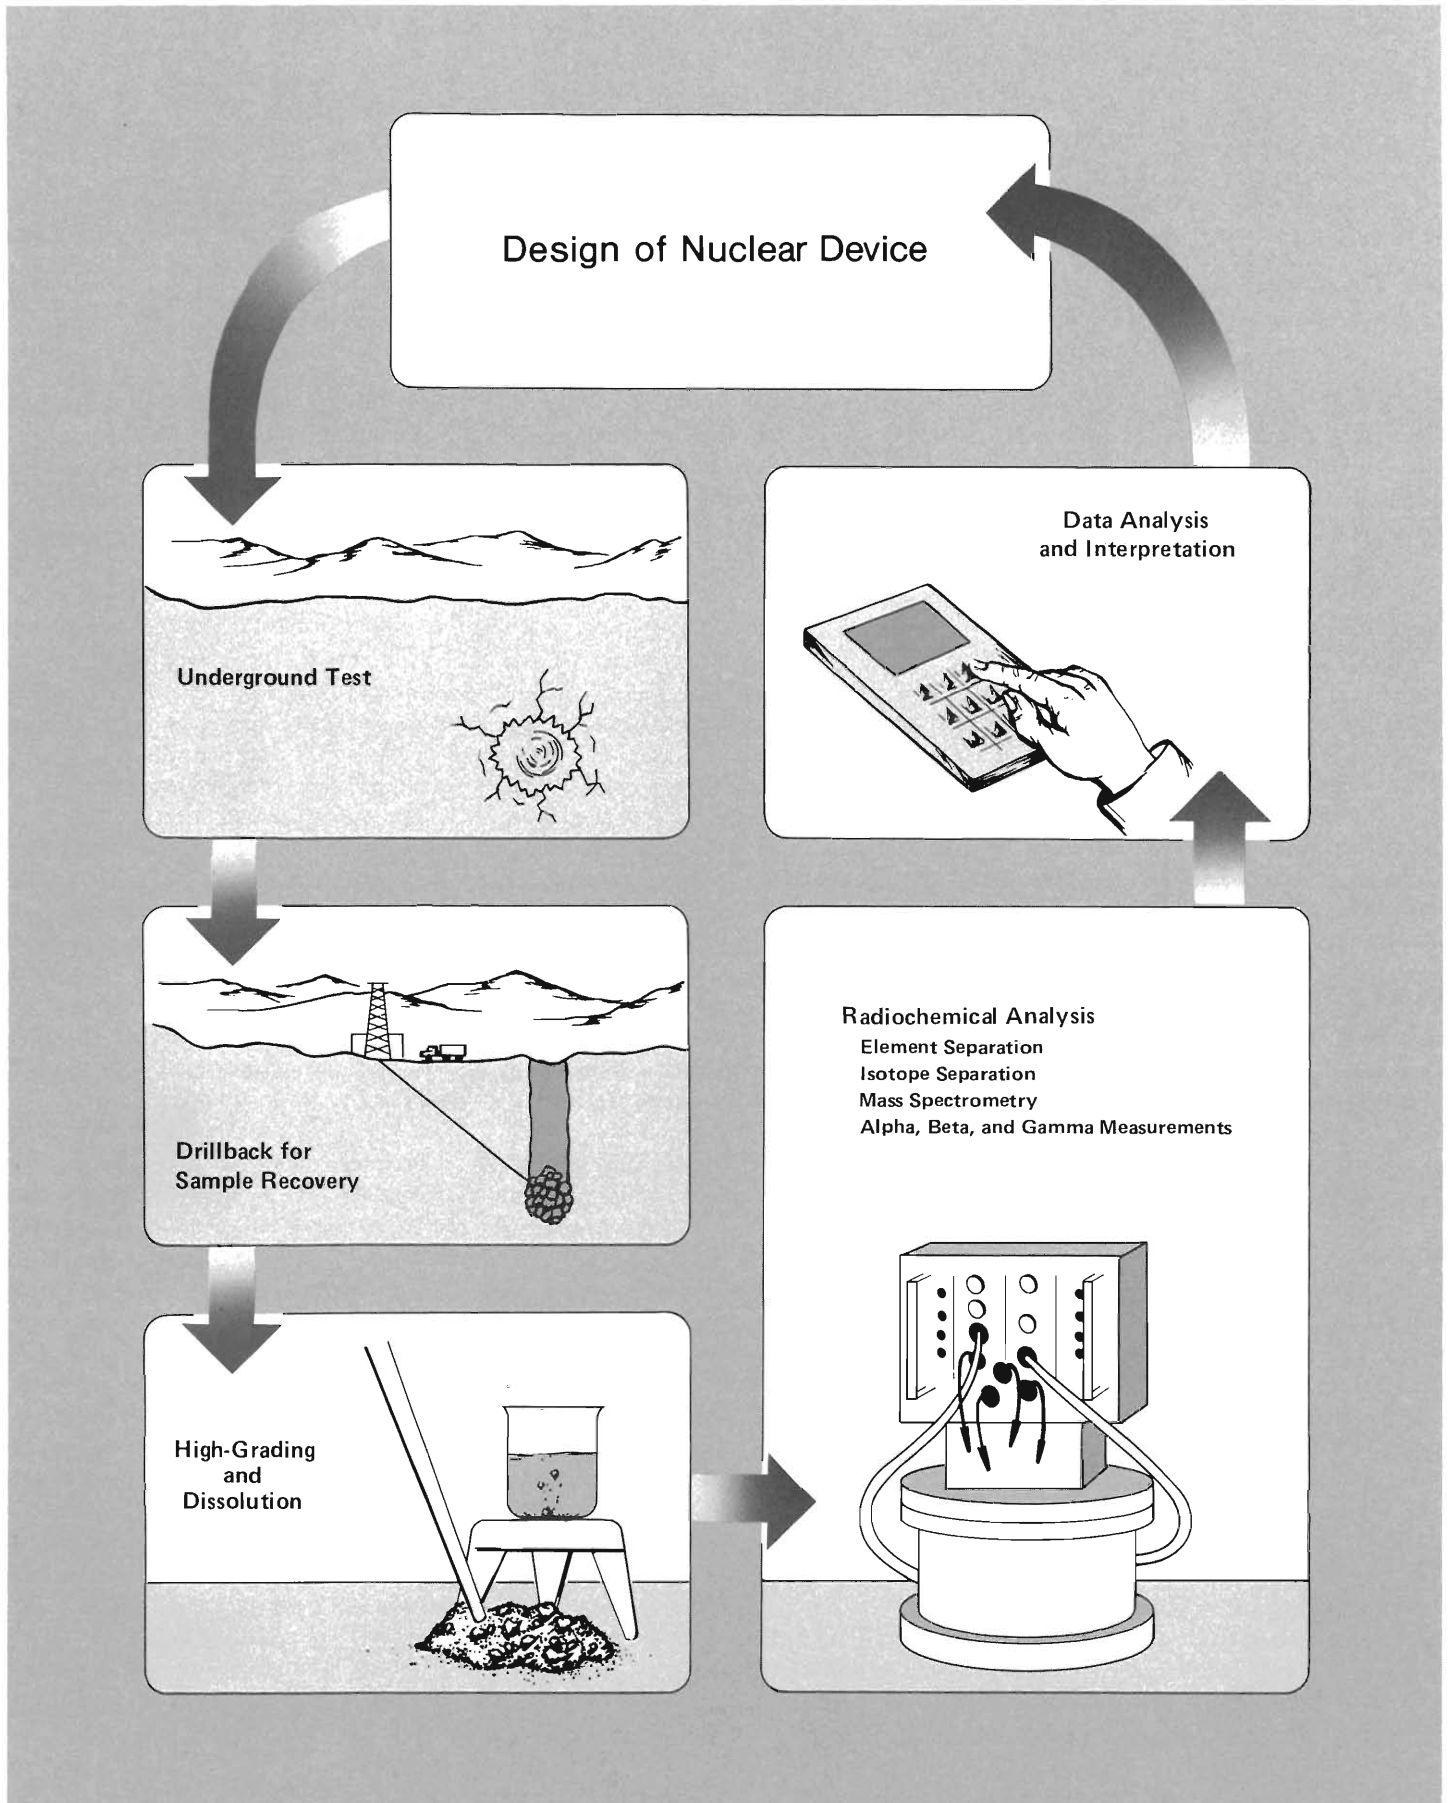 Design of Nuclear Device
Underground Test
Drillback for
Sample Recovery
High-Grading
and
Dissolution
Radiochemical Analysis
Element Separation
Isotope Separation
Mass Spectrometry
Alpha, Beta, and Gamma Measurements
Data Analysis
and Interpretation